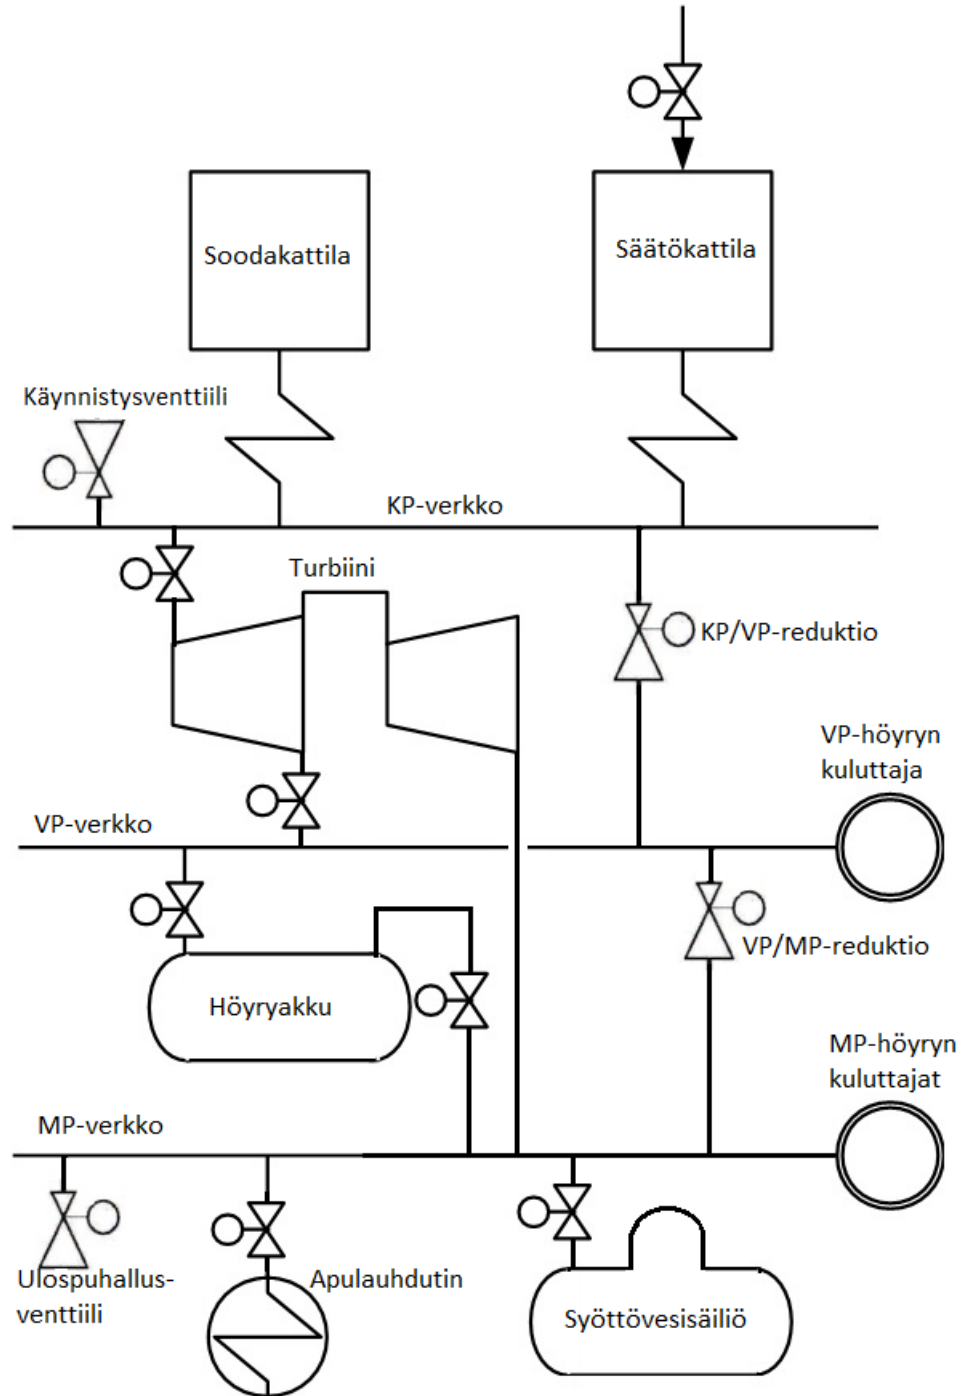 Soodakattila
Säätökattila
Käynnistysventtiili
KP-verkko
Turbiini
KP/VP-reduktio
VP-höyryn
kuluttaja
VP-verkko
VP/MP-reduktio
Höyryakku
MP-höyryn
kuluttajat
MP-verkko
Ulospuhallus-
venttiili
Apulauhdutin
Syöttövesisäiliö